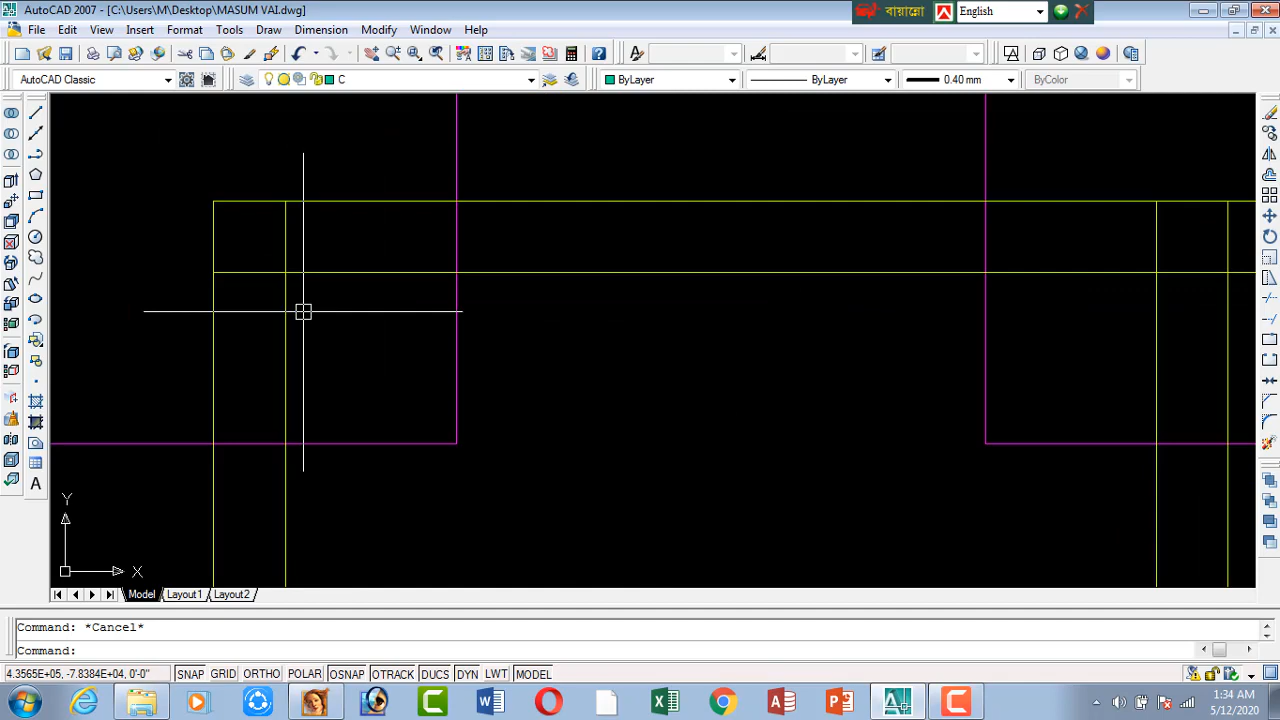 AutoCAD 2007 - [C:\Users\M\Desktop\MASUM VAI.dwg]
বায়ান্নো
English
File Edit View Insert Format Tools Draw Dimension Modify Window Help
AutoCAD Classic
C
ByLayer
ByLayer
0.40 mm
ByColor
A
Y
X
Model
Layout1
Layout2
Command: *Cancel*
Command:
4.3565E+05, -7.8384E+04, 0'-0"
SNAP GRID ORTHO POLAR OSNAP OTRACK DUCS DYN LWT MODEL
1:34 AM
5/12/2020